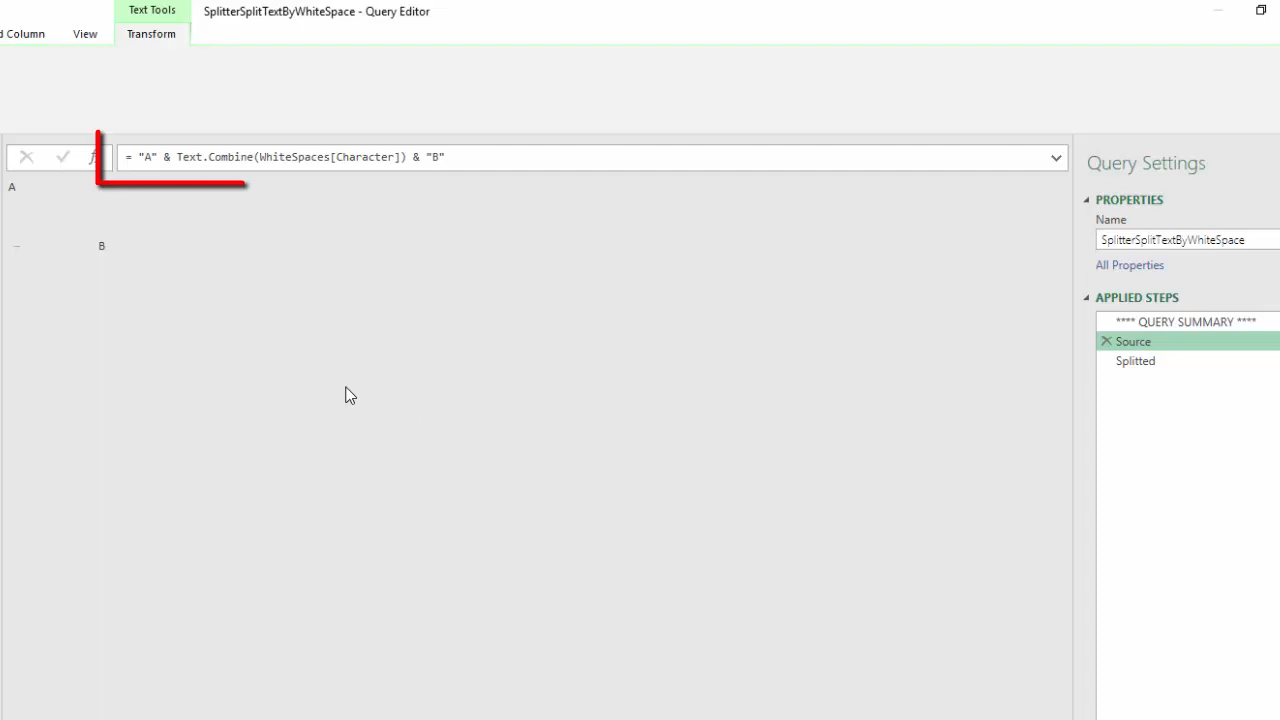 Text Tools
SplitterSplitTextByWhiteSpace - Query Editor
d Column
View
Transform
= "A" & Text.Combine(WhiteSpaces[Character]) & "B"
A
B
Query Settings
PROPERTIES
Name
SplitterSplitTextByWhiteSpace
All Properties
APPLIED STEPS
**** QUERY SUMMARY ****
Source
Splitted